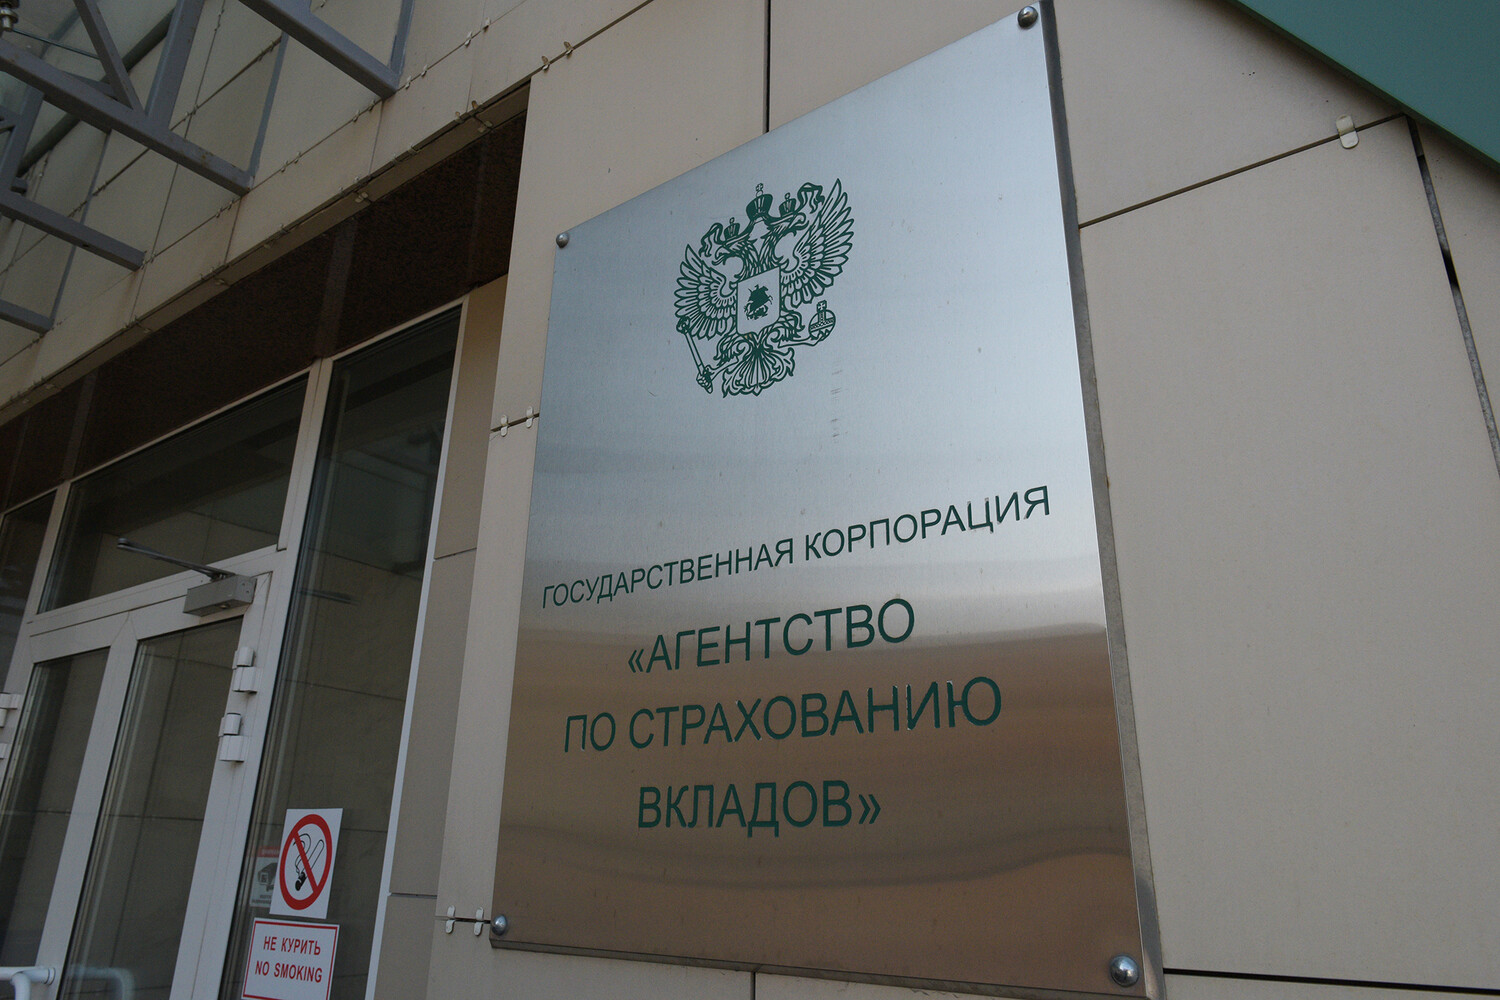 ГОСУДАРСТВЕННАЯ КОРПОРАЦИЯ
«АГЕНТСТВО
ПО СТРАХОВАНИЮ
ВКЛАДОВ»
НЕ КУРИТЬ
NO SMOKING